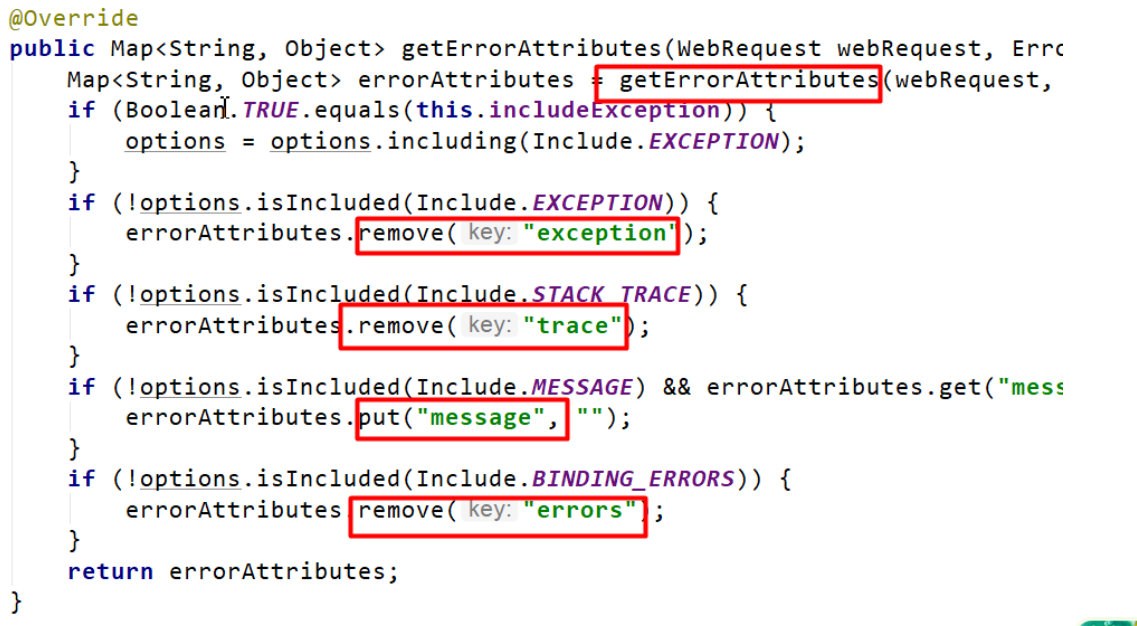 @Override
public Map<String, Object> getErrorAttributes(WebRequest webRequest, Erro
Map<String, Object> errorAttributes = getErrorAttributes(webRequest,
if (Boolean.TRUE.equals(this.includeException)) {
options = options.including(Include.EXCEPTION);
}
if (!options.isIncluded(Include.EXCEPTION)) {
errorAttributes.remove( key: "exception");
}
if (!options.isIncluded(Include.STACK_TRACE)) {
errorAttributes.remove( key: "trace");
}
if (!options.isIncluded(Include.MESSAGE) && errorAttributes.get("mess
errorAttributes.put("message", "");
}
if (!options.isIncluded(Include.BINDING_ERRORS)) {
errorAttributes.remove( key: "errors");
}
return errorAttributes;
}